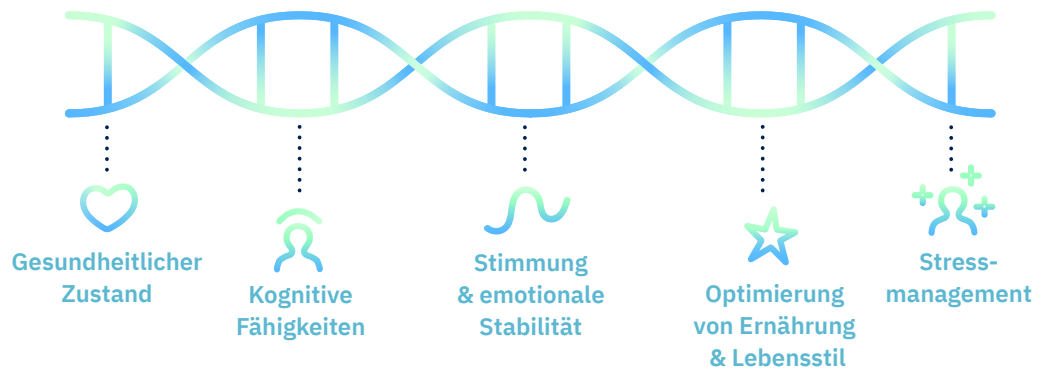 Gesundheitlicher
Zustand
Kognitive
Fähigkeiten
Stimmung
& emotionale
Stabilität
Optimierung
von Ernährung
& Lebensstil
Stress-
management